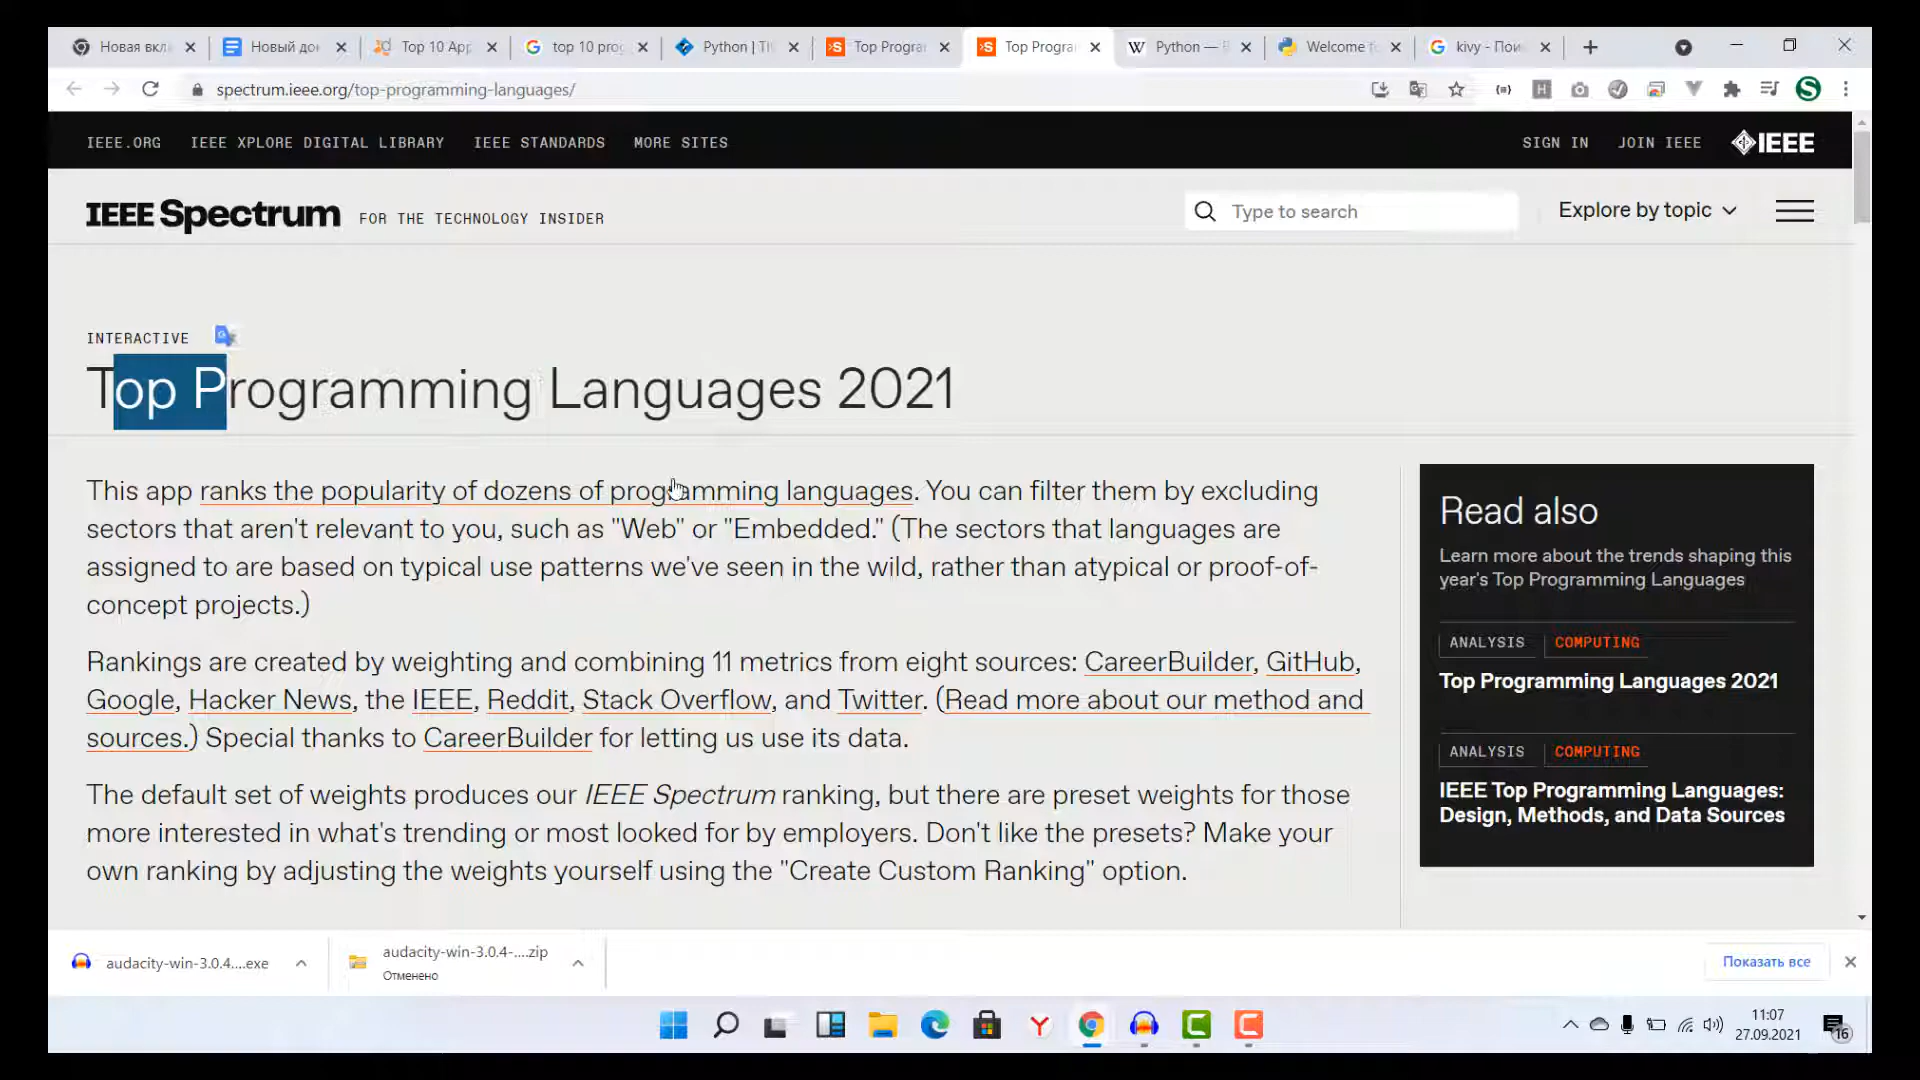 Новая вкл
Новый до
Top 10 App
top 10 prog
Python | TI
Top Progra
Top Progra
Python —
Welcome
kivy - Пои
spectrum.ieee.org/top-programming-languages/
IEEE.ORG IEEE XPLORE DIGITAL LIBRARY IEEE STANDARDS MORE SITES SIGN IN JOIN IEEE IEEE
IEEE Spectrum FOR THE TECHNOLOGY INSIDER Type to search Explore by topic
INTERACTIVE
Top Programming Languages 2021
This app ranks the popularity of dozens of programming languages. You can filter them by excluding
sectors that aren't relevant to you, such as "Web" or "Embedded." (The sectors that languages are
assigned to are based on typical use patterns we've seen in the wild, rather than atypical or proof-of-
concept projects.)
Rankings are created by weighting and combining 11 metrics from eight sources: CareerBuilder, GitHub,
Google, Hacker News, the IEEE, Reddit, Stack Overflow, and Twitter. (Read more about our method and
sources.) Special thanks to CareerBuilder for letting us use its data.
The default set of weights produces our IEEE Spectrum ranking, but there are preset weights for those
more interested in what's trending or most looked for by employers. Don't like the presets? Make your
own ranking by adjusting the weights yourself using the "Create Custom Ranking" option.
Read also
Learn more about the trends shaping this
year's Top Programming Languages
ANALYSIS COMPUTING
Top Programming Languages 2021
ANALYSIS COMPUTING
IEEE Top Programming Languages:
Design, Methods, and Data Sources
audacity-win-3.0.4....exe
audacity-win-3.0.4-....zip
Отменено
Показать все
11:07
27.09.2021
16